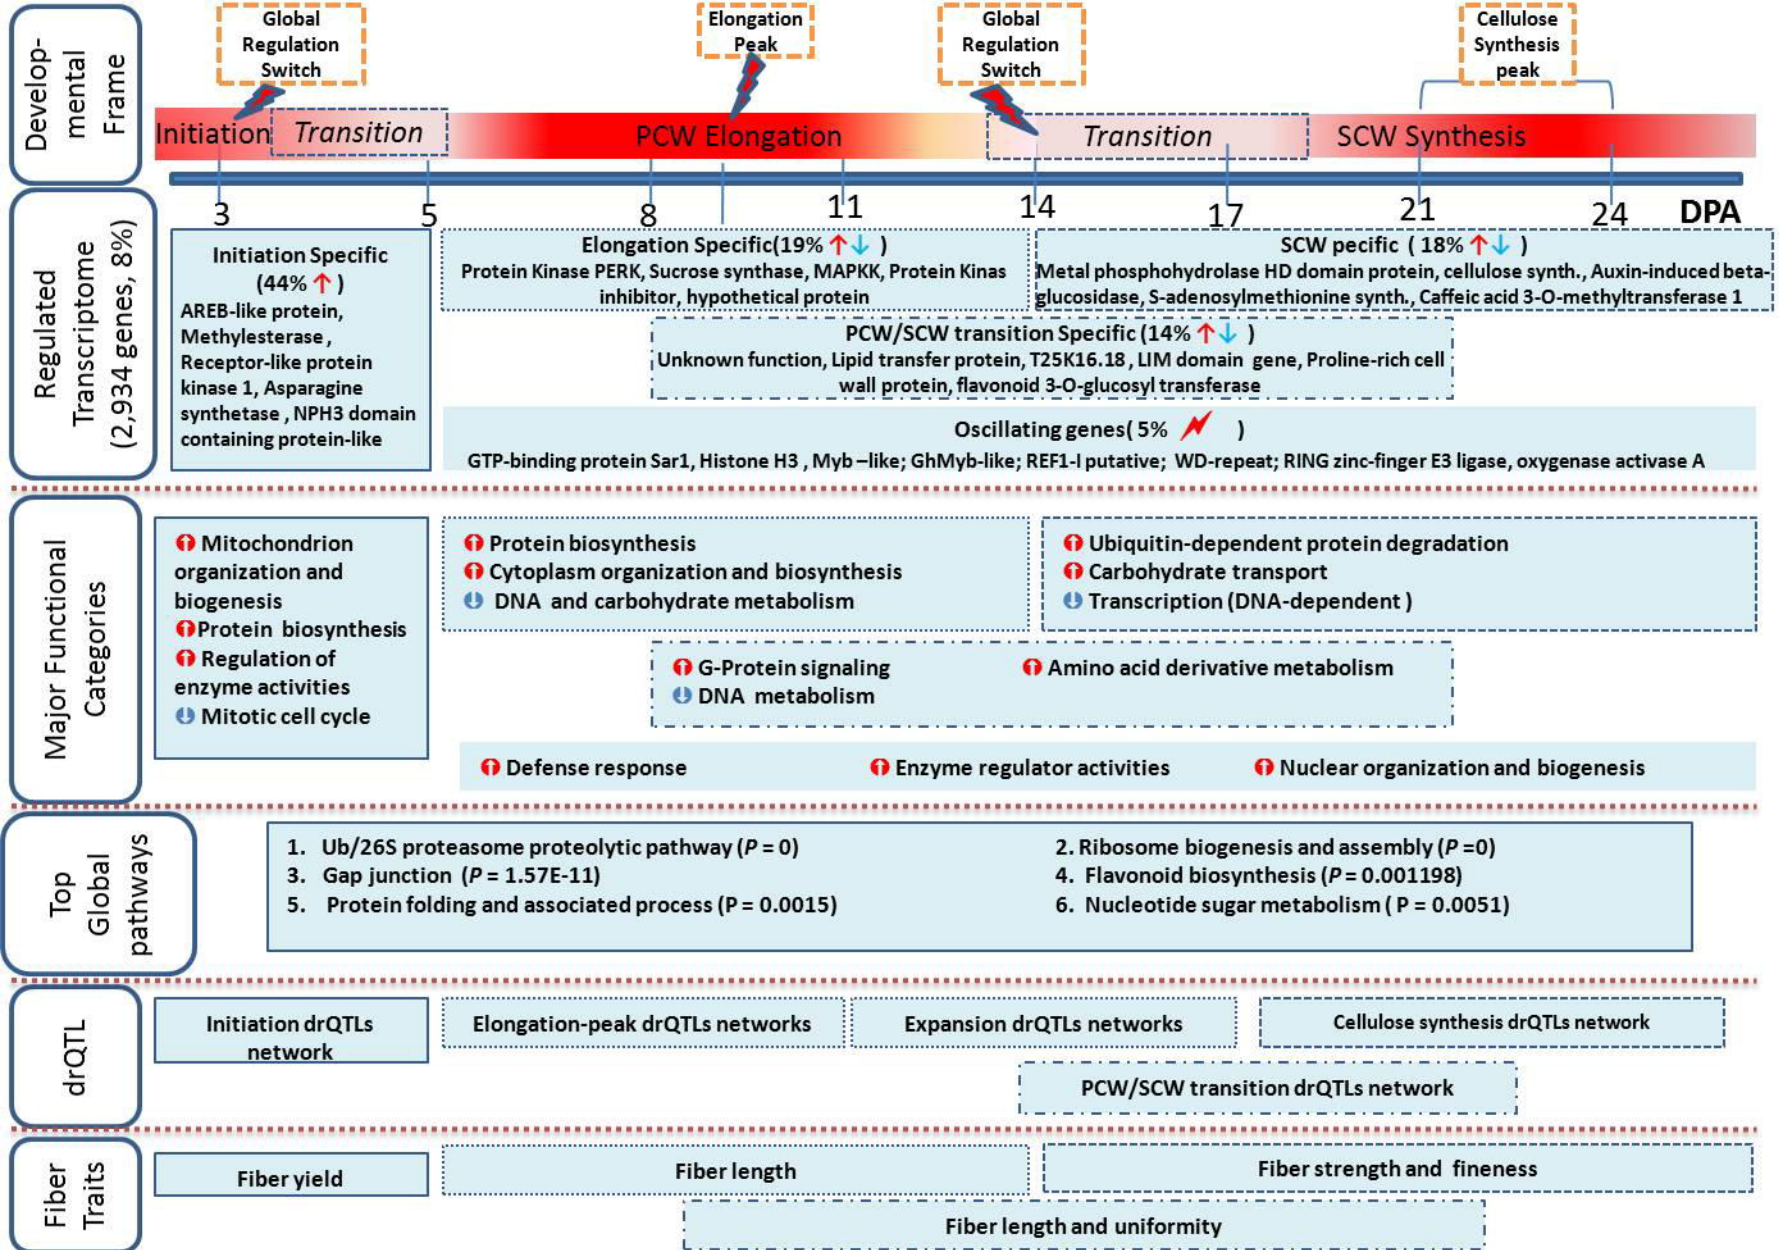 Develop-
mental
Frame
Global
Regulation
Switch
Elongation
Peak
Global
Regulation
Switch
Cellulose
Synthesis
peak
Initiation
Transition
PCW Elongation
Transition
SCW Synthesis
3
5
8
11
14
17
21
24
DPA
Regulated
Transcriptome
(2,934 genes, 8%)
Initiation Specific
(44% ↑ )
AREB-like protein,
Methylesterase ,
Receptor-like protein
kinase 1, Asparagine
synthetase , NPH3 domain
containing protein-like
Elongation Specific(19% ↑↓ )
Protein Kinase PERK, Sucrose synthase, MAPKK, Protein Kinas
inhibitor, hypothetical protein
SCW pecific ( 18% ↑↓ )
Metal phosphohydrolase HD domain protein, cellulose synth., Auxin-induced beta-
glucosidase, S-adenosylmethionine synth., Caffeic acid 3-O-methyltransferase 1
PCW/SCW transition Specific (14% ↑↓ )
Unknown function, Lipid transfer protein, T25K16.18 , LIM domain gene, Proline-rich cell
wall protein, flavonoid 3-O-glucosyl transferase
Oscillating genes( 5% )
GTP-binding protein Sar1, Histone H3 , Myb –like; GhMyb-like; REF1-I putative; WD-repeat; RING zinc-finger E3 ligase, oxygenase activase A
Major Functional
Categories
Mitochondrion
organization and
biogenesis
Protein biosynthesis
Regulation of
enzyme activities
Mitotic cell cycle
Protein biosynthesis
Cytoplasm organization and biosynthesis
DNA and carbohydrate metabolism
Ubiquitin-dependent protein degradation
Carbohydrate transport
Transcription (DNA-dependent )
G-Protein signaling
Amino acid derivative metabolism
DNA metabolism
Defense response
Enzyme regulator activities
Nuclear organization and biogenesis
Top
Global
pathways
1. Ub/26S proteasome proteolytic pathway (P = 0)
2. Ribosome biogenesis and assembly (P =0)
3. Gap junction (P = 1.57E-11)
4. Flavonoid biosynthesis (P = 0.001198)
5. Protein folding and associated process (P = 0.0015)
6. Nucleotide sugar metabolism ( P = 0.0051)
drQTL
Initiation drQTLs
network
Elongation-peak drQTLs networks
Expansion drQTLs networks
Cellulose synthesis drQTLs network
PCW/SCW transition drQTLs network
Fiber
Traits
Fiber yield
Fiber length
Fiber strength and fineness
Fiber length and uniformity